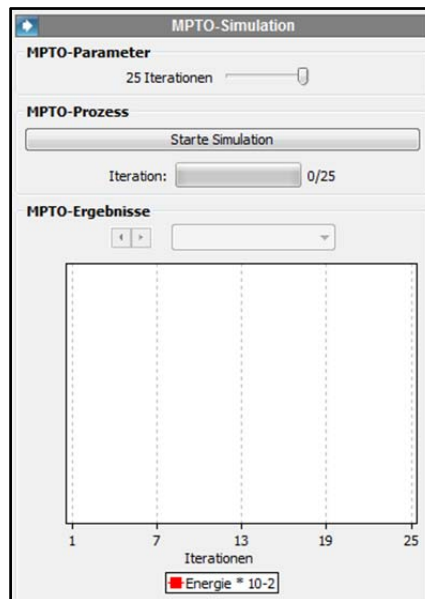 MPTO-Simulation
MPTO-Parameter
25 Iterationen
MPTO-Prozess
Starte Simulation
Iteration: 0/25
MPTO-Ergebnisse
1 7 13 19 25
Iterationen
Energie * 10-2